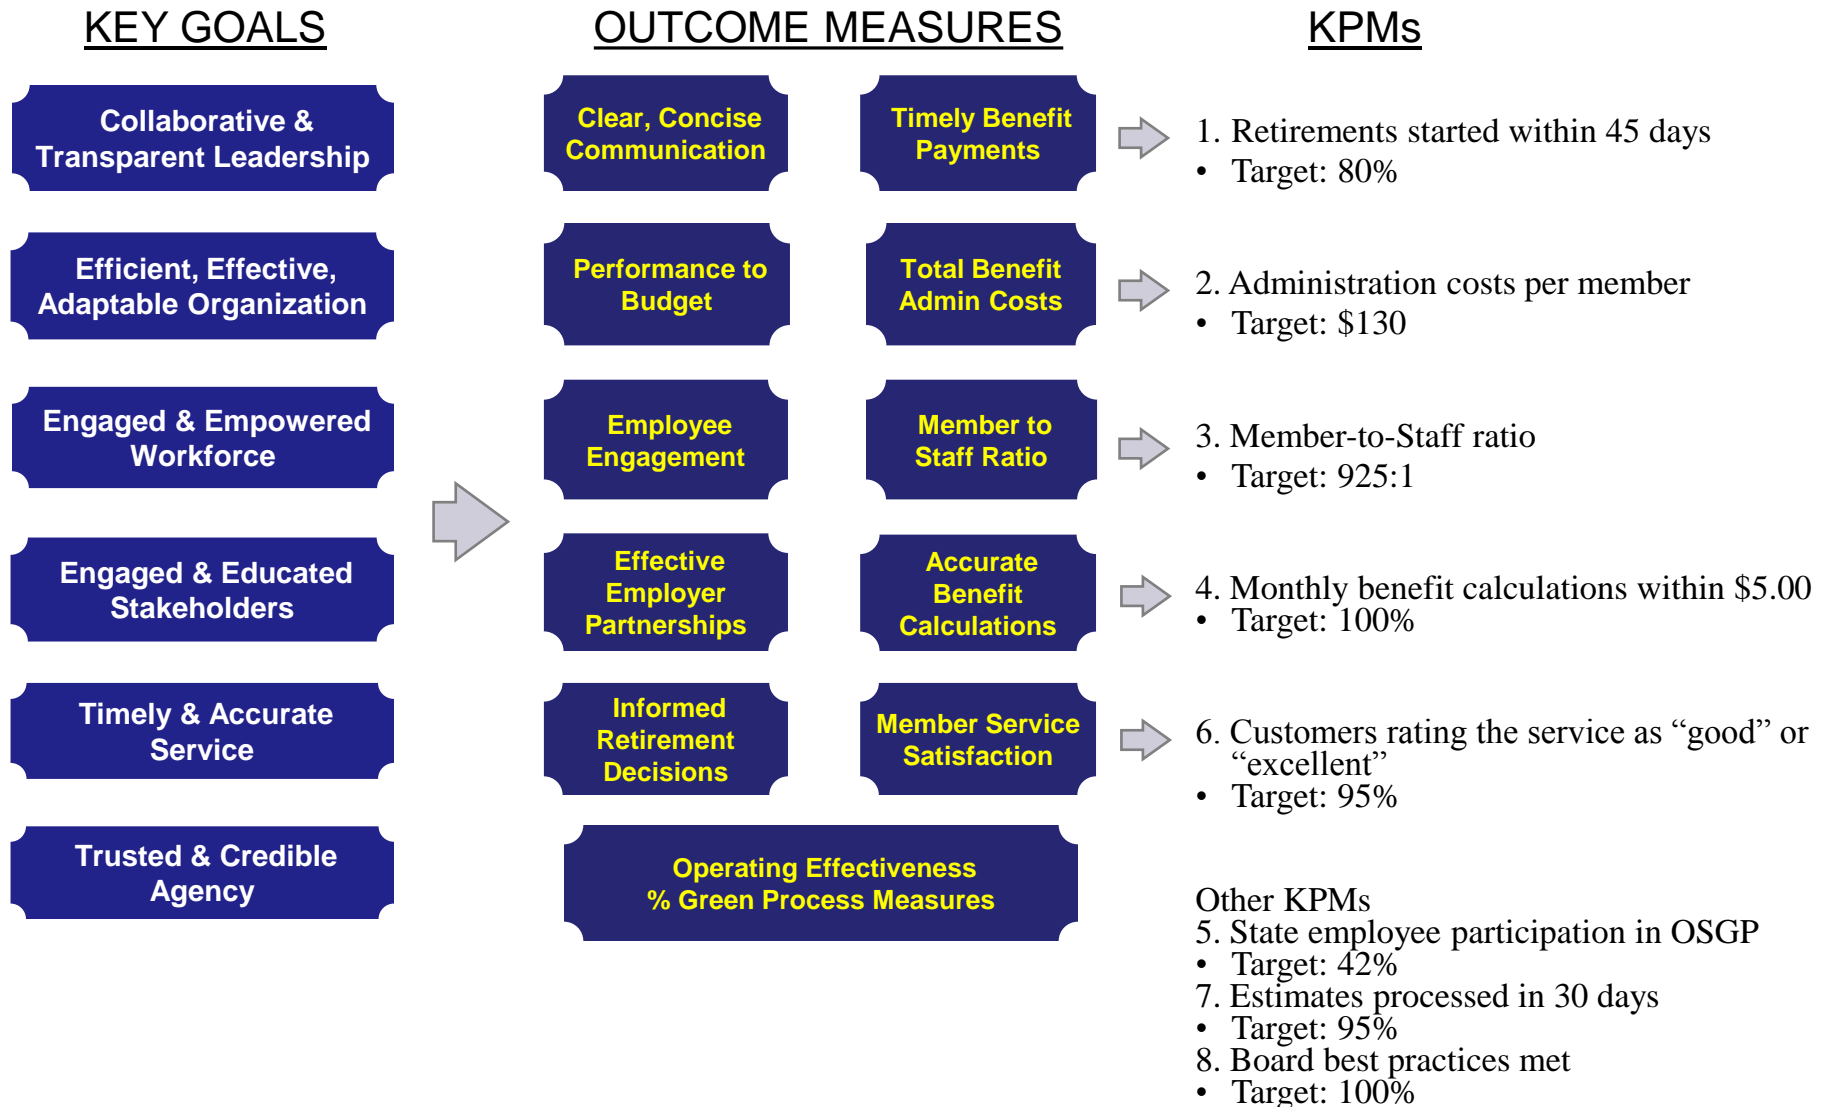 KEY GOALS
Collaborative &
Transparent Leadership
Efficient, Effective,
Adaptable Organization
Engaged & Empowered
Workforce
Engaged & Educated
Stakeholders
Timely & Accurate
Service
Trusted & Credible
Agency
OUTCOME MEASURES
Clear, Concise
Communication
Timely Benefit
Payments
Performance to
Budget
Total Benefit
Admin Costs
Employee
Engagement
Member to
Staff Ratio
Effective
Employer
Partnerships
Accurate
Benefit
Calculations
Informed
Retirement
Decisions
Member Service
Satisfaction
Operating Effectiveness
% Green Process Measures
KPMs
1. Retirements started within 45 days
• Target: 80%
2. Administration costs per member
• Target: $130
3. Member-to-Staff ratio
• Target: 925:1
4. Monthly benefit calculations within $5.00
• Target: 100%
6. Customers rating the service as “good” or
“excellent”
• Target: 95%
Other KPMs
5. State employee participation in OSGP
• Target: 42%
7. Estimates processed in 30 days
• Target: 95%
8. Board best practices met
• Target: 100%